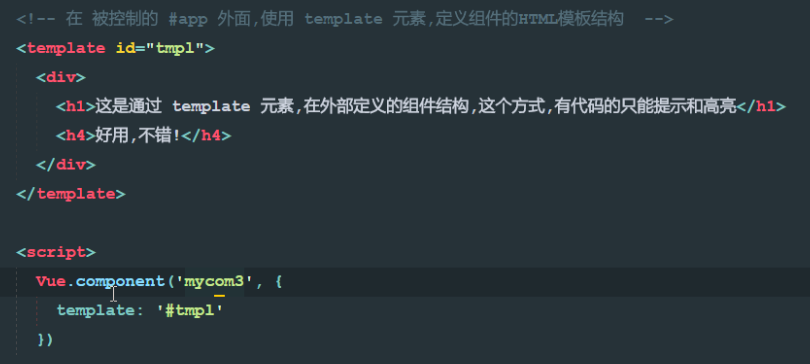 <!-- 在 被控制的 #app 外面,使用 template 元素,定义组件的HTML模板结构  -->
<template id="tmpl">
<div>
<h1>这是通过 template 元素,在外部定义的组件结构,这个方式,有代码的只能提示和高亮</h1>
<h4>好用,不错!</h4>
</div>
</template>
<script>
Vue.component('mycom3', {
template: '#tmpl'
})